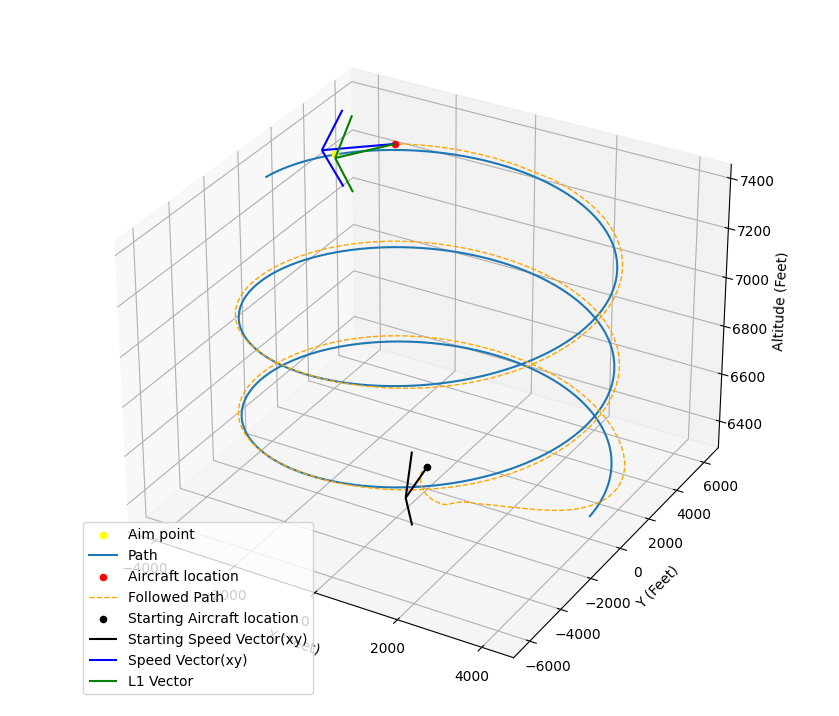 7400
7200
7000
6800
6600
6400
Altitude (Feet)
6000
4000
2000
0
−2000
−4000
−6000
Y (Feet)
−4000
0
2000
4000
Aim point
Path
Aircraft location
Followed Path
Starting Aircraft location
Starting Speed Vector(xy)
Speed Vector(xy)
L1 Vector